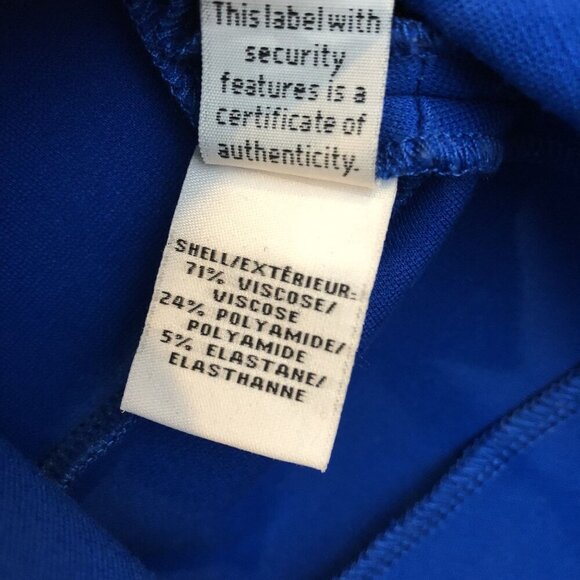 This label with
security
features is a
certificate of
authenticity.
SHELL/EXTÉRIEUR:
71% VISCOSE/
VISCOSE
24% POLYAMIDE/
POLYAMIDE
5% ELASTANE/
ELASTHANNE